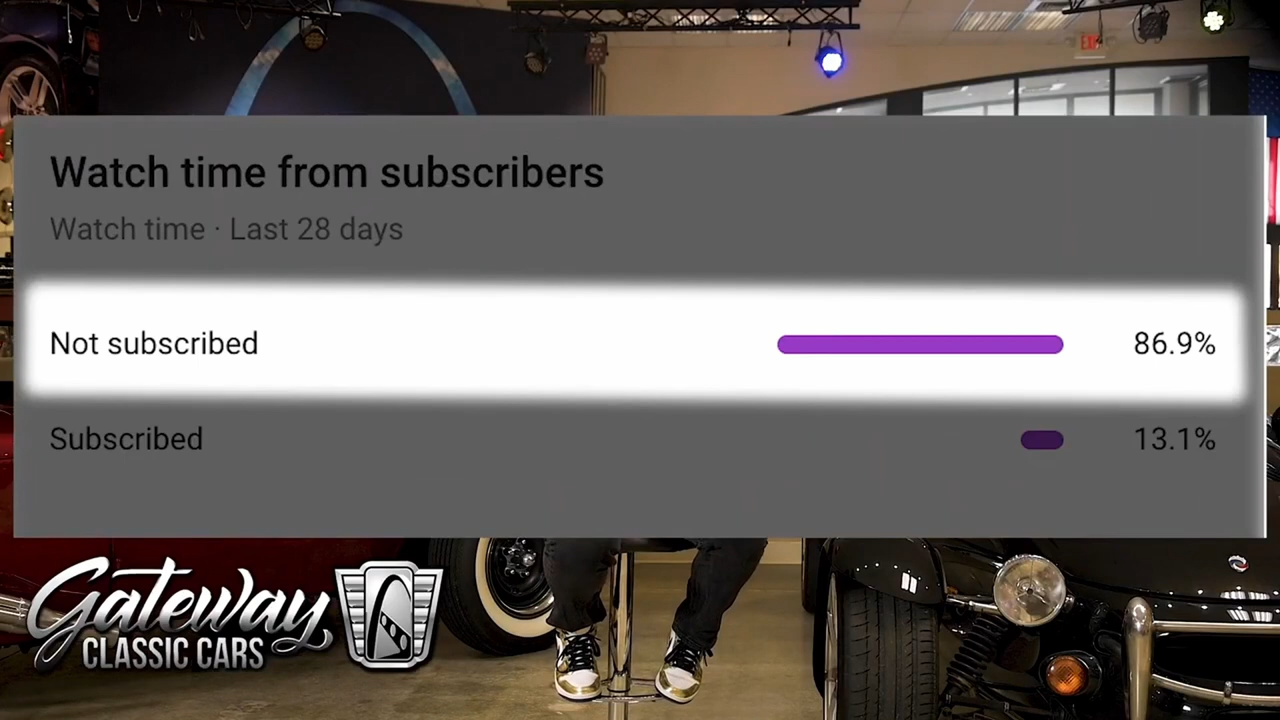 Watch time from subscribers
Watch time · Last 28 days
Not subscribed 86.9%
Subscribed 13.1%
Gateway
CLASSIC CARS